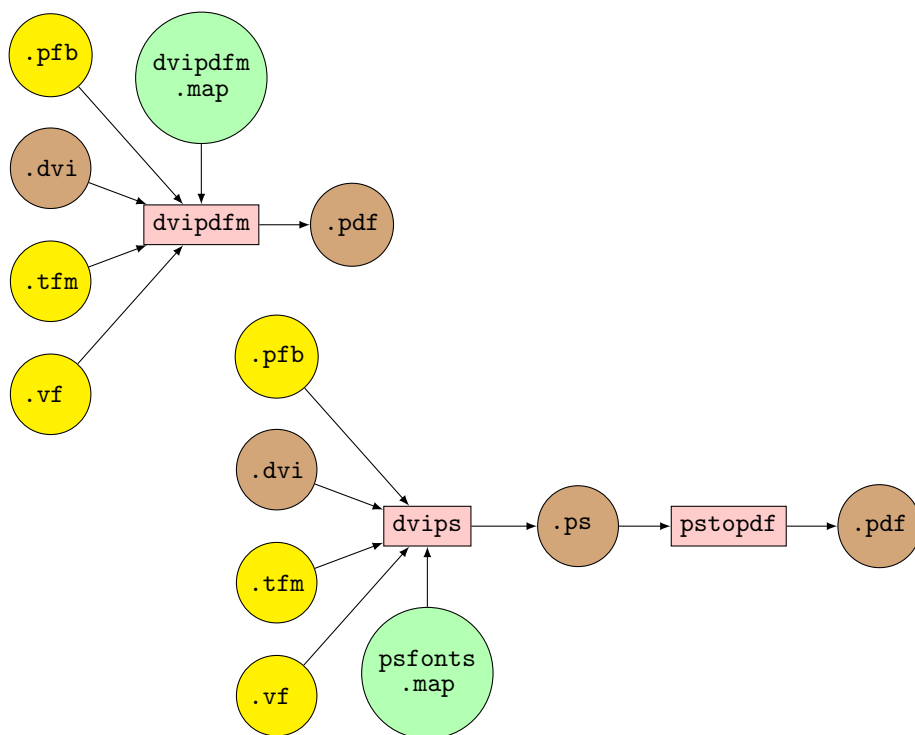 .pfb
dvipdfm
.map
.dvi
dvipdfm
.pdf
.tfm
.vf
.pfb
.dvi
dvips
.ps
pstopdf
.pdf
.tfm
psfonts
.map
.vf